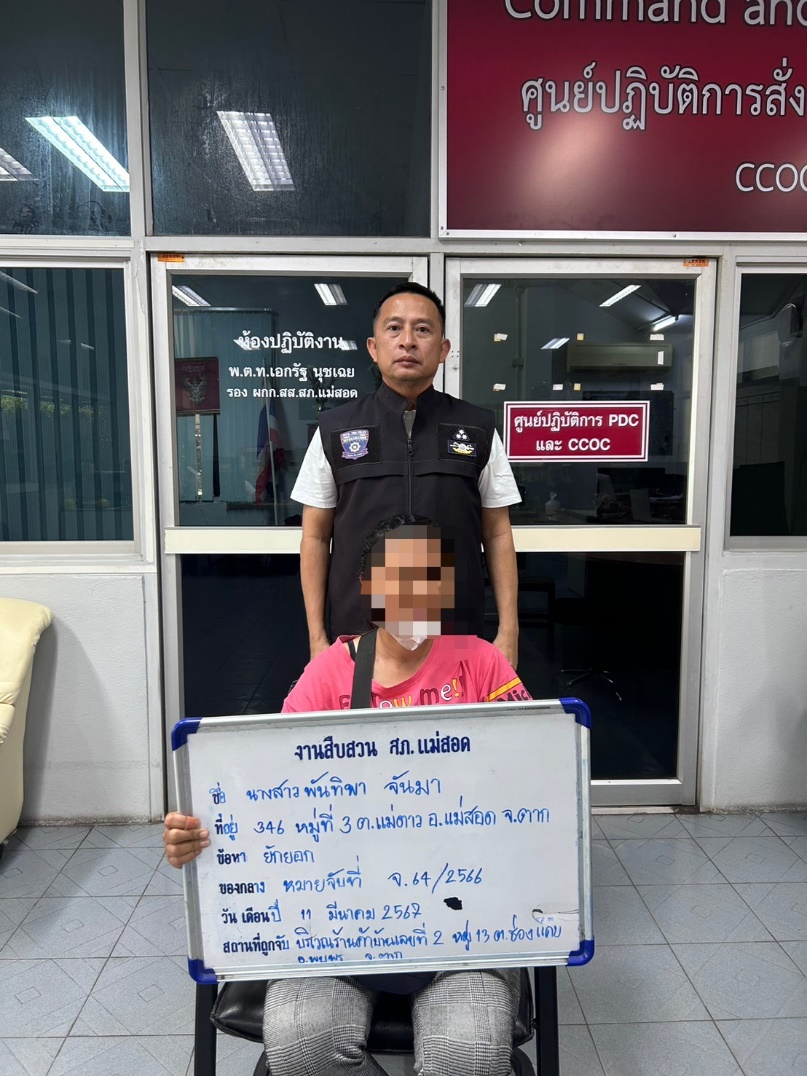 Command and
ศูนย์ปฏิบัติการสั่ง
CCOC
ห้องปฏิบัติงาน
พ.ต.ท.เอกรัฐ นุชเฉย
รอง ผกก.สส.สภ.แม่สอด
ศูนย์ปฏิบัติการ PDC
และ CCOC
Follow me!
งานสืบสวน สภ.แม่สอด
ชื่อ นางสาวพันทิพา จันมา
ที่อยู่ 346 หมู่ที่ 3 ต.แม่ตาว อ.แม่สอด จ.ตาก
ข้อหา ยักยอก
ของกลาง หมายจับที่ จ.64/2566
วัน เดือน ปี 11 มีนาคม 2567
สถานที่ถูกจับ บริเวณร้านค้าบ้านเลขที่ 2 หมู่ 13 ต.ช่องแคบ
อ.พบพระ จ.ตาก